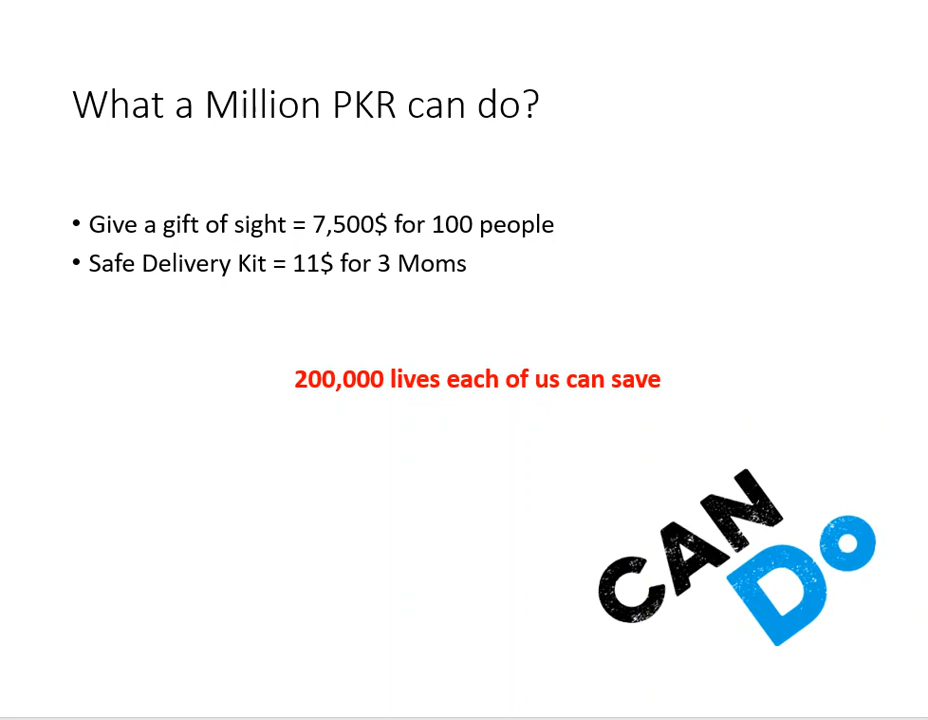 What a Million PKR can do?
• Give a gift of sight = 7,500$ for 100 people
• Safe Delivery Kit = 11$ for 3 Moms
200,000 lives each of us can save
CAN
Do